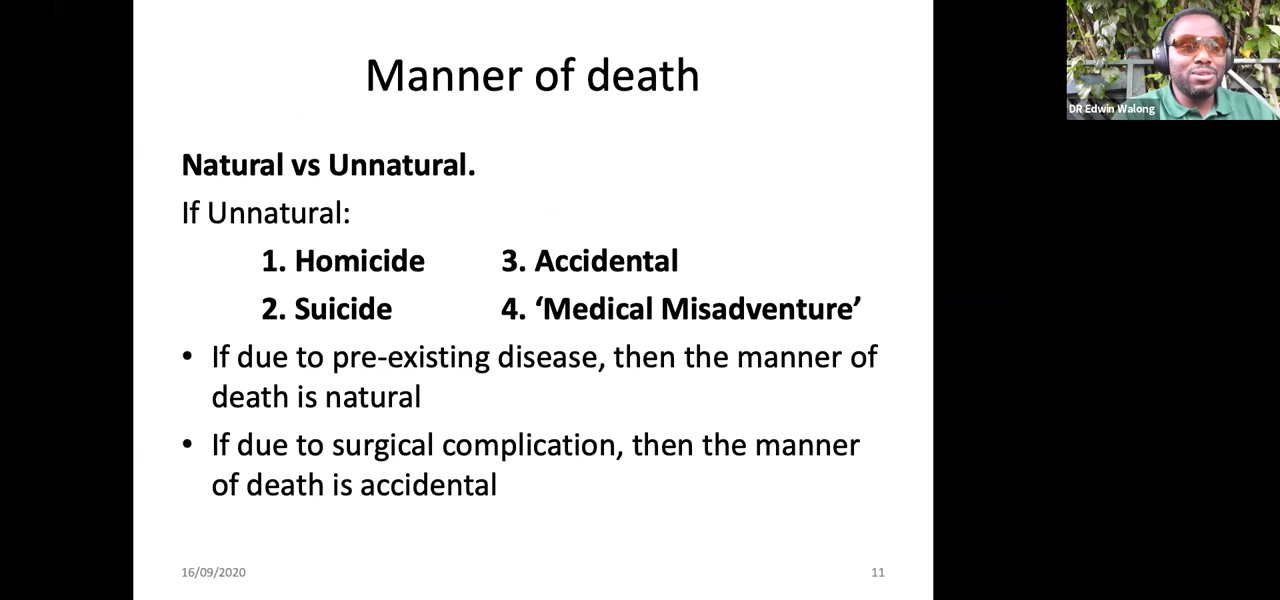 Manner of death
DR Edwin Walong
Natural vs Unnatural.
If Unnatural:
1. Homicide 3. Accidental
2. Suicide 4. ‘Medical Misadventure’
• If due to pre-existing disease, then the manner of
death is natural
• If due to surgical complication, then the manner
of death is accidental
16/09/2020 11